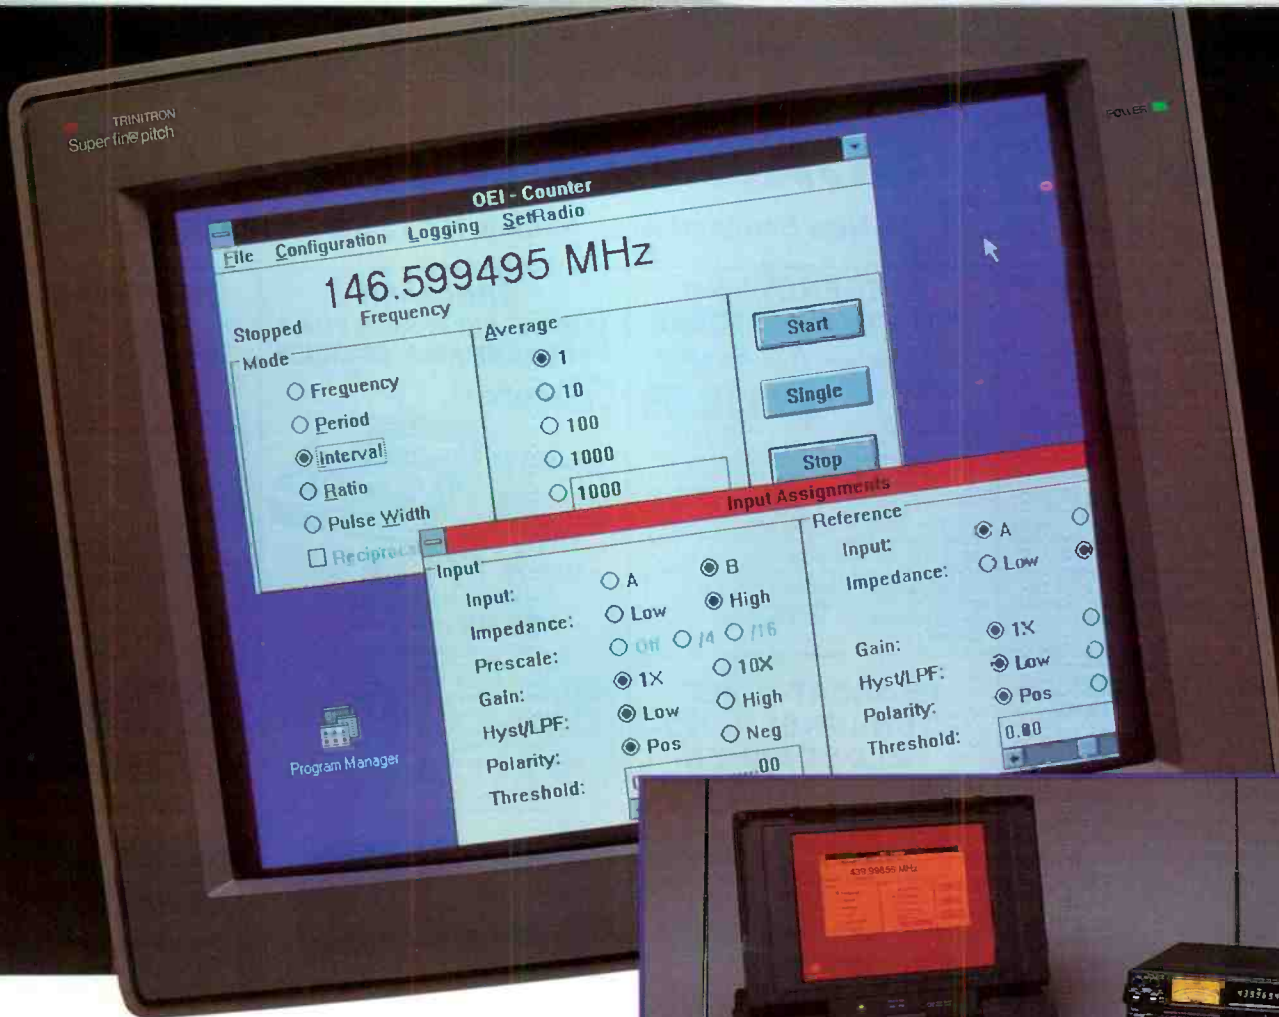 TRINITRON
Super fine pitch
POWER
OEI - Counter
File Configuration Logging SetRadio
146.599495 MHz
Stopped Frequency
Mode
Frequency
Period
Interval
Ratio
Pulse Width
Reciprocal
Average
1
10
100
1000
1000
Start
Single
Stop
Input Assignments
Input
Input: A B
Impedance: Low High
Prescale: Off /4 /16
Gain: 1X 10X
Hyst/LPF: Low High
Polarity: Pos Neg
Threshold: .00
Reference
Input: A
Impedance: Low
Gain: 1X
Hyst/LPF: Low
Polarity: Pos
Threshold: 0.00
Program Manager